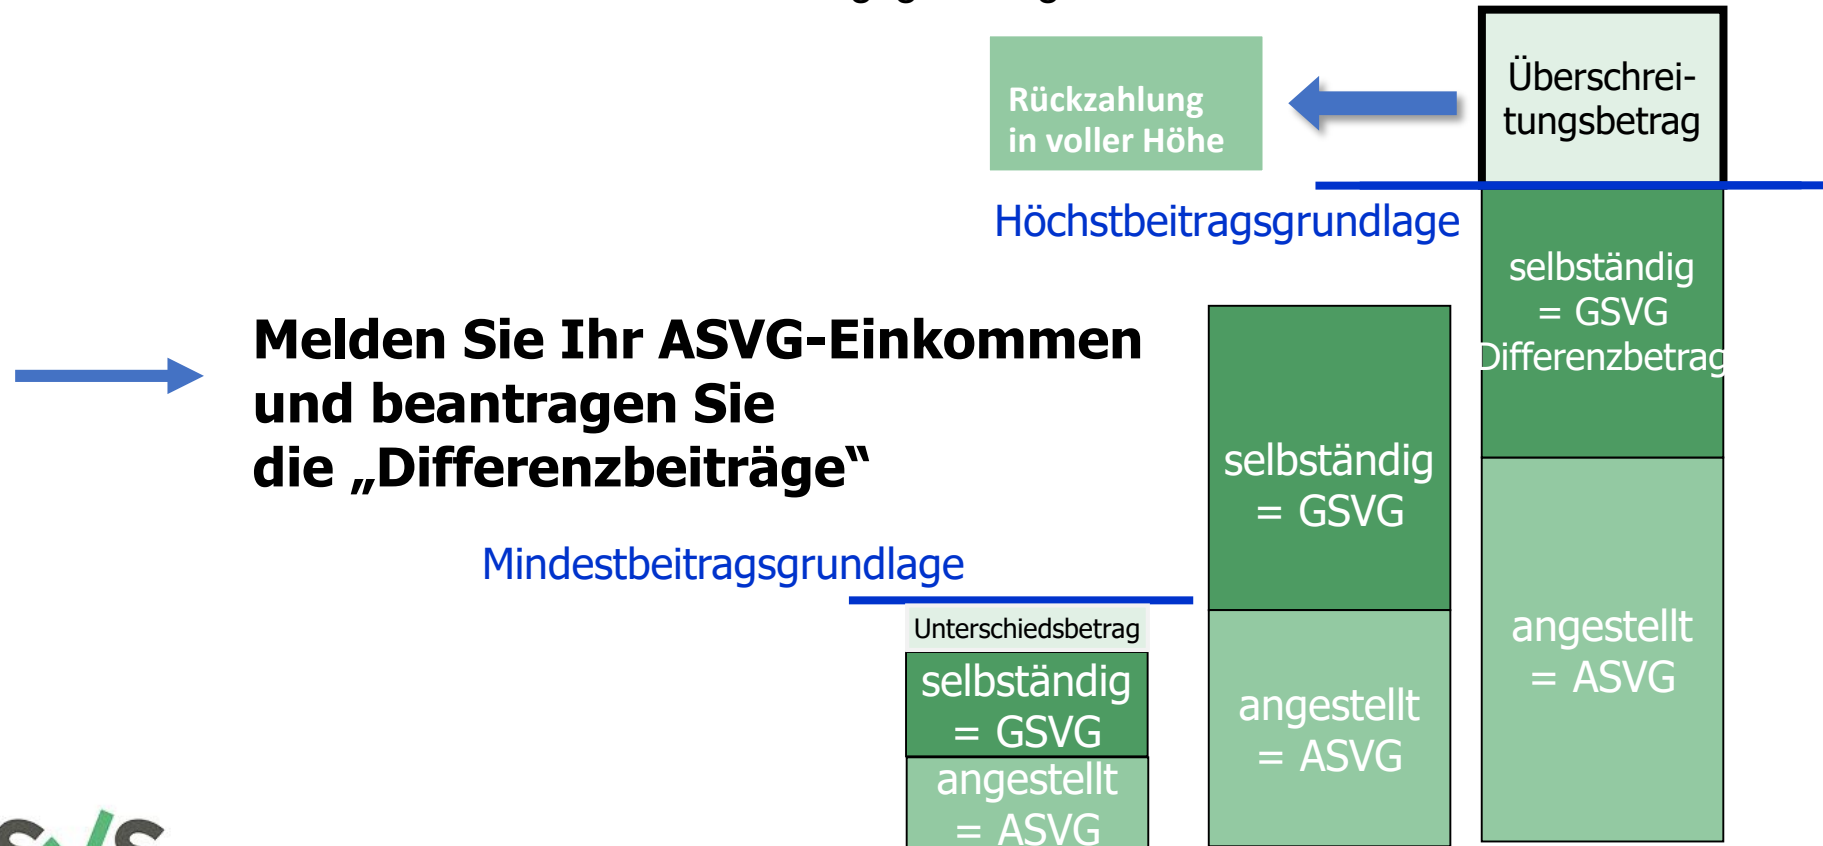 Überschrei-
tungsbetrag
Rückzahlung
in voller Höhe
Höchstbeitragsgrundlage
selbständig
= GSVG
Differenzbetrag
Melden Sie Ihr ASVG-Einkommen
und beantragen Sie
die „Differenzbeiträge“
selbständig
= GSVG
Mindestbeitragsgrundlage
Unterschiedsbetrag
selbständig
= GSVG
angestellt
= ASVG
angestellt
= ASVG
angestellt
= ASVG